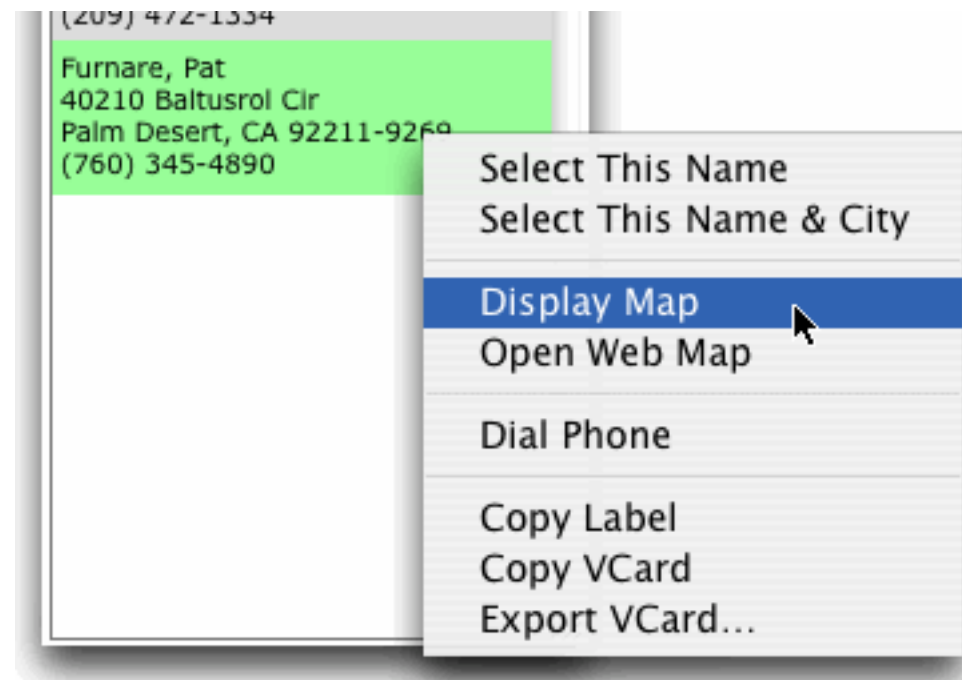 (209) 472-1334
Furnare, Pat
40210 Baltusrol Cir
Palm Desert, CA 92211-9269
(760) 345-4890
Select This Name
Select This Name & City
Display Map
Open Web Map
Dial Phone
Copy Label
Copy VCard
Export VCard...